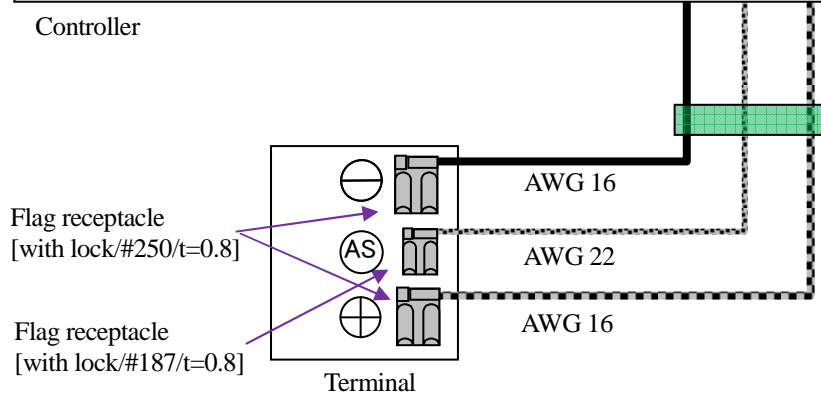 Controller
AWG 16
Flag receptacle
[with lock/#250/t=0.8]
AS
AWG 22
Flag receptacle
[with lock/#187/t=0.8]
AWG 16
Terminal